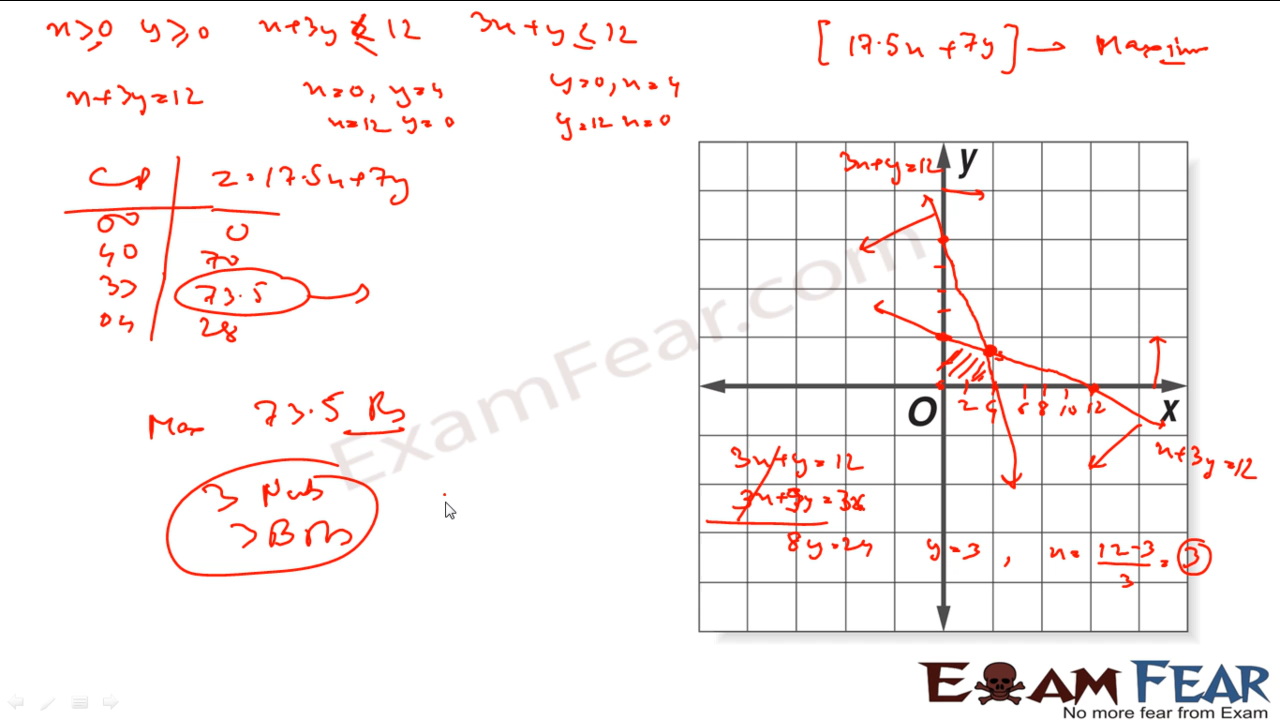 x≥0 y≥0 x+3y ≤ 12 3x+y ≤ 12
[17.5x +7y] → Maximum
x+3y=12 x=0, y=4 y=0, x=4
x=12 y=0 y=12 x=0
CP z=17.5x+7y
00 0
40 70
33 73.5
04 28
Max 73.5 Rs
3 Nuts
3 Bolts
3x+y=12
y
O 2 4 6 8 10 12 x
3
x+3y=12
3x+y=12
3x+9y=36
8y=24 y=3, x= 12-3/3 = 3
ExamFear.com
EXAM FEAR
No more fear from Exam